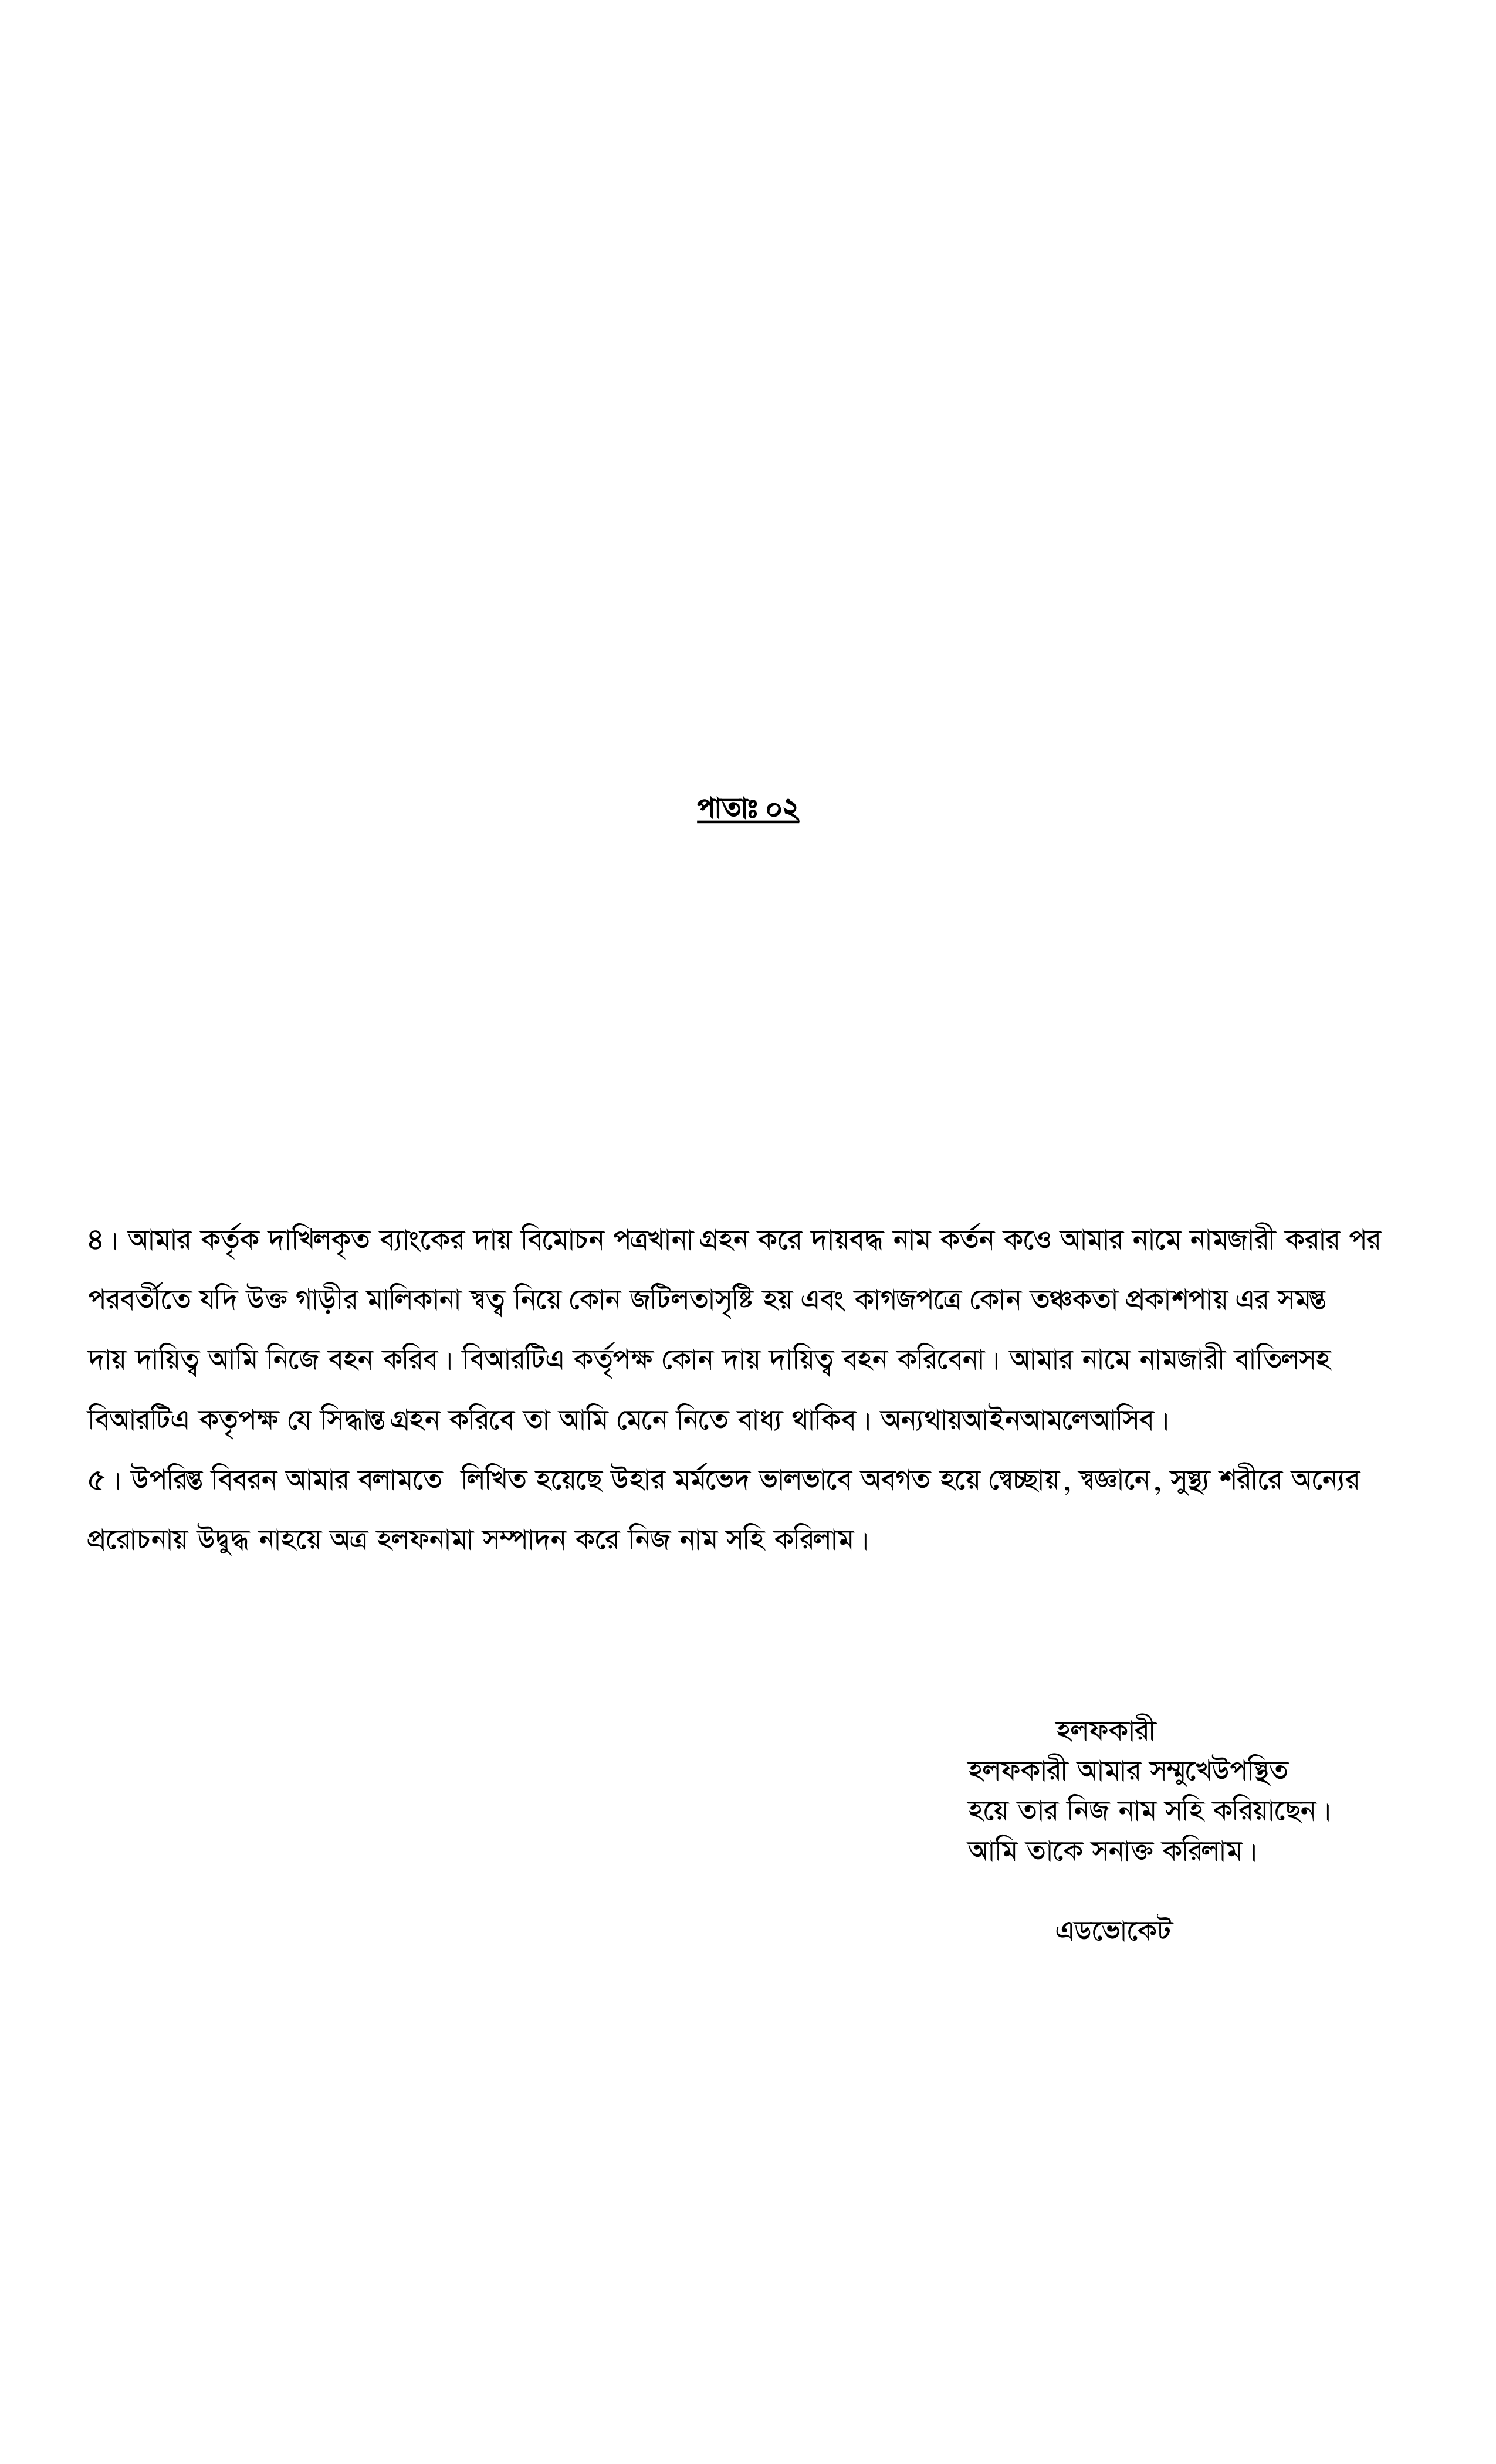 পাতাঃ ০২
৪। আমার কর্তৃক দাখিলকৃত ব্যাংকের দায় বিমোচন পত্রখানা গ্রহন করে দায়বদ্ধ নাম কর্তন কওে আমার নামে নামজারী করার পর
পরবর্তীতে যদি উক্ত গাড়ীর মালিকানা স্বত্ব নিয়ে কোন জটিলতাসৃষ্টি হয় এবং কাগজপত্রে কোন তঞ্চকতা প্রকাশপায় এর সমস্ত
দায় দায়িত্ব আমি নিজে বহন করিব। বিআরটিএ কর্তৃপক্ষ কোন দায় দায়িত্ব বহন করিবেনা। আমার নামে নামজারী বাতিলসহ
বিআরটিএ কতৃপক্ষ যে সিদ্ধান্ত গ্রহন করিবে তা আমি মেনে নিতে বাধ্য থাকিব। অন্যথায়আইনআমলেআসিব।
৫। উপরিস্ত বিবরন আমার বলামতে লিখিত হয়েছে উহার মর্মভেদ ভালভাবে অবগত হয়ে স্বেচ্ছায়, স্বজ্ঞানে, সুস্থ্য শরীরে অন্যের
প্ররোচনায় উদ্বুদ্ধ নাহয়ে অত্র হলফনামা সম্পাদন করে নিজ নাম সহি করিলাম।
হলফকারী
হলফকারী আমার সম্মুখেউপস্থিত
হয়ে তার নিজ নাম সহি করিয়াছেন।
আমি তাকে সনাক্ত করিলাম।
এডভোকেট